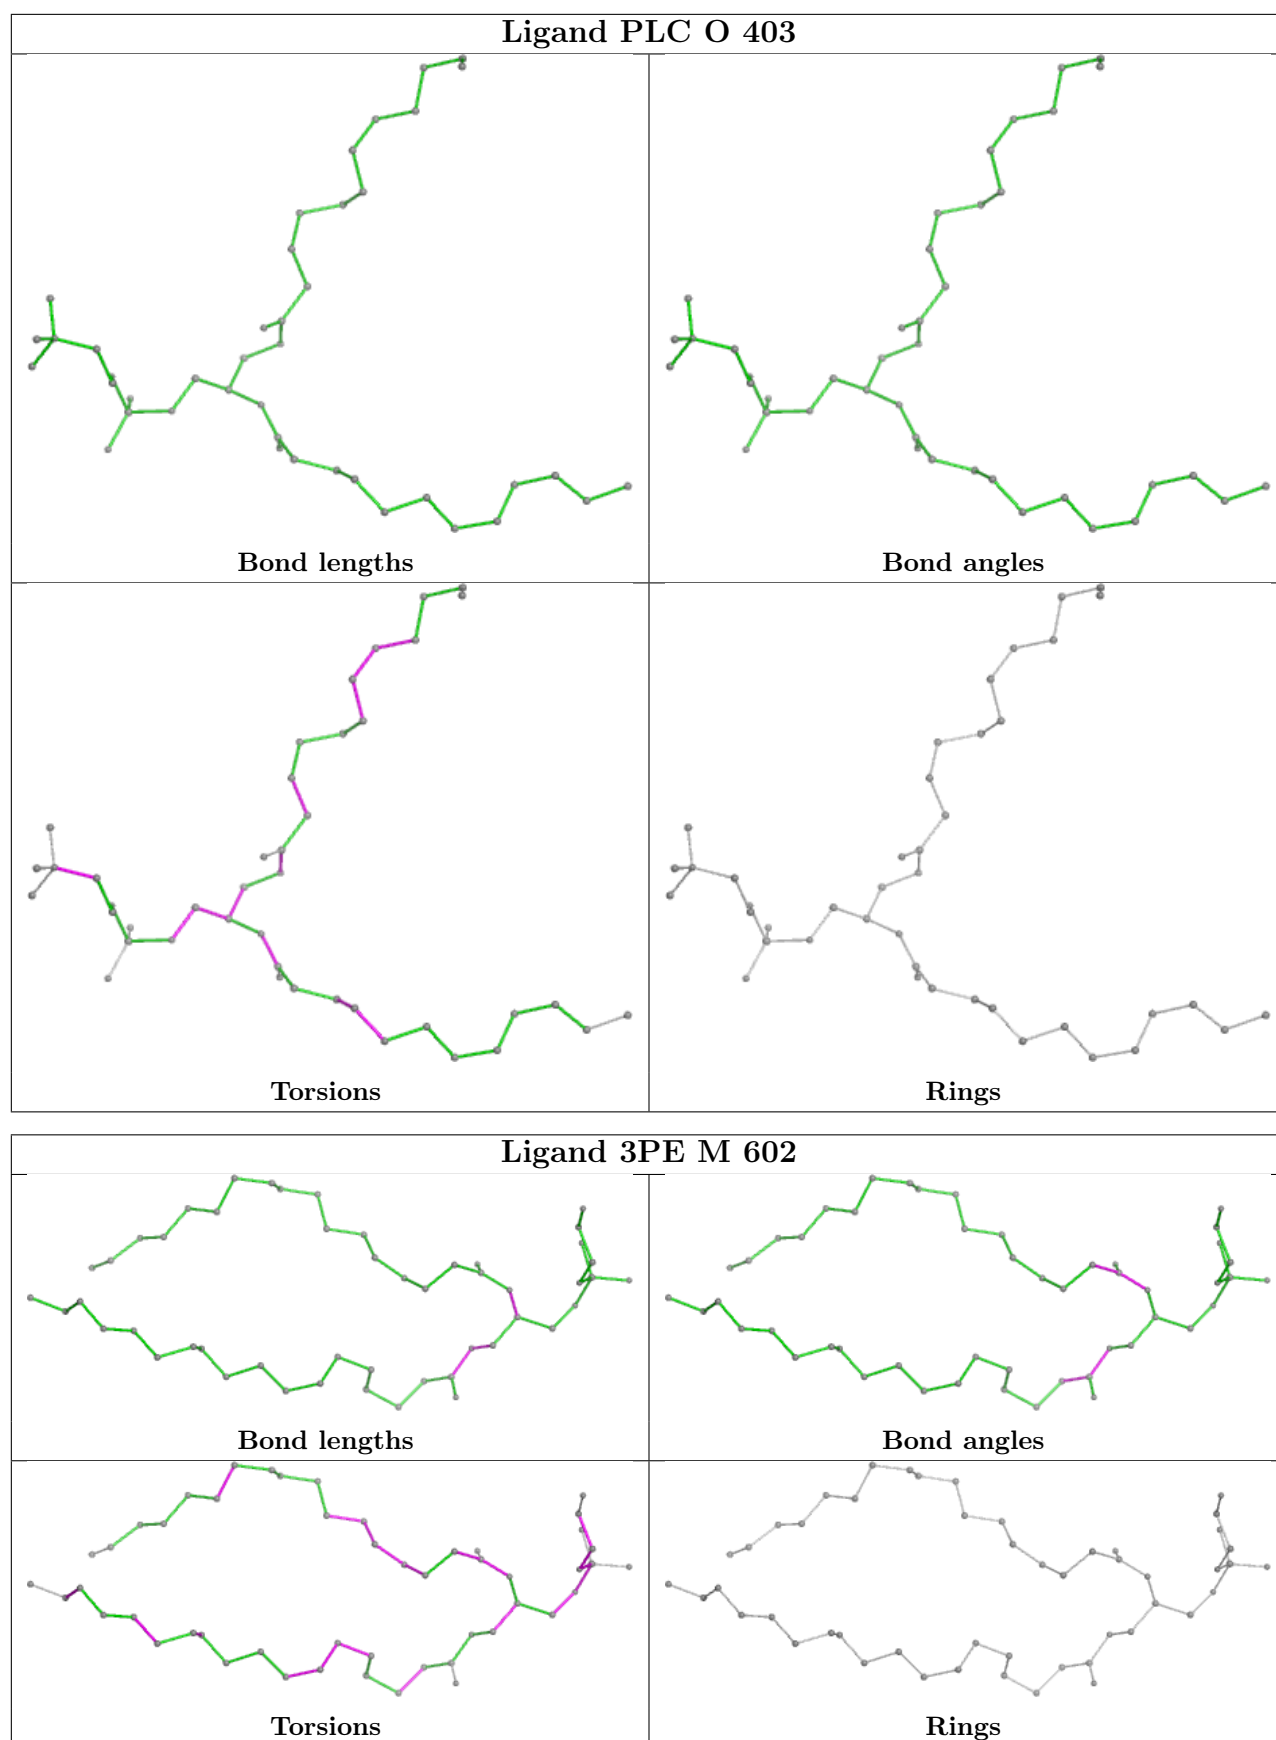 Ligand PLC O 403
Bond lengths
Bond angles
Torsions
Rings
Ligand 3PE M 602
Bond lengths
Bond angles
Torsions
Rings